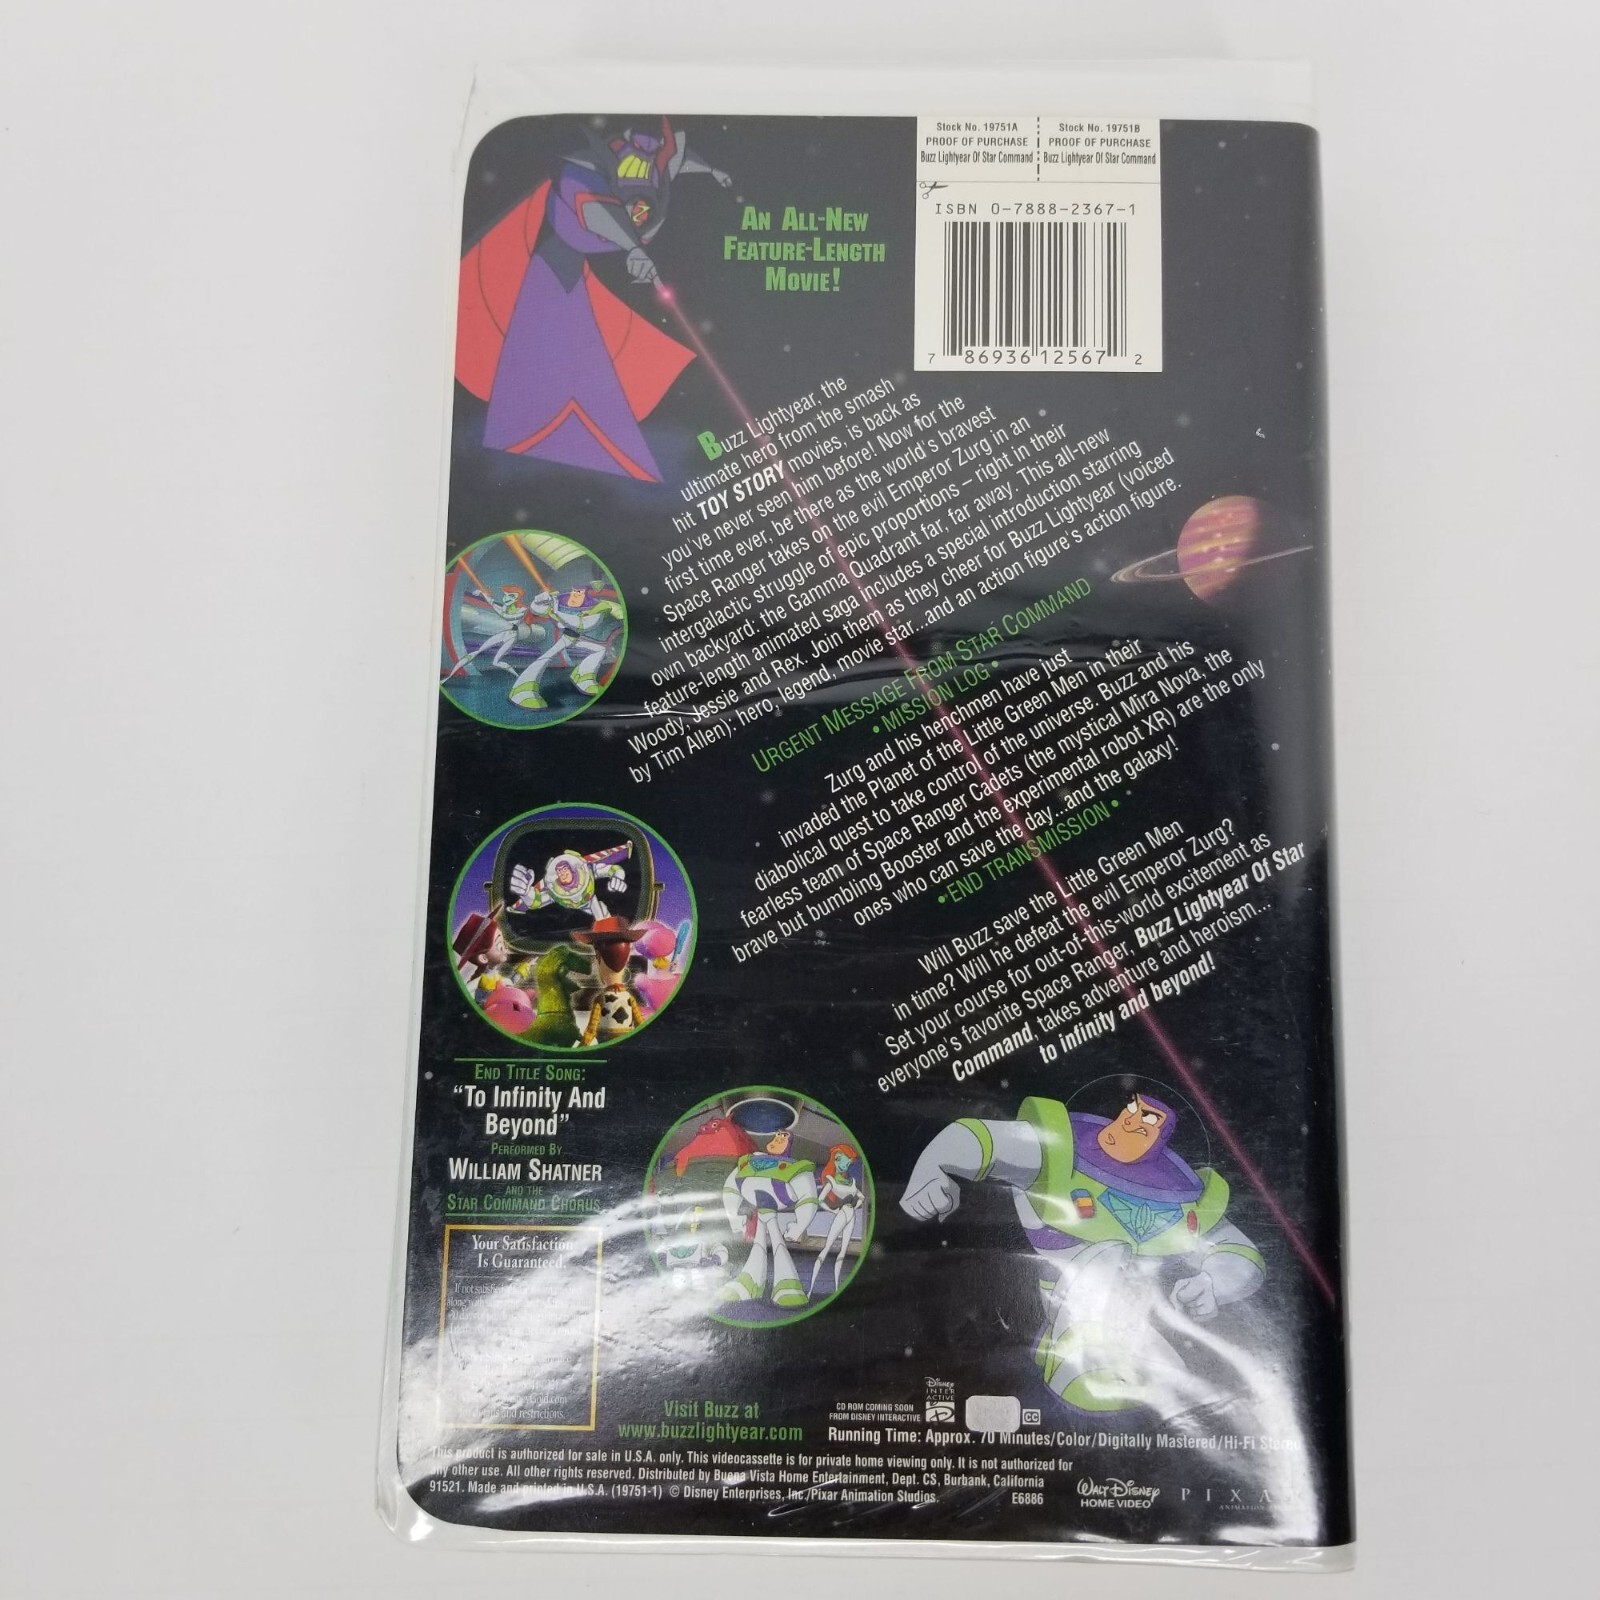 Stock No. 19751A
PROOF OF PURCHASE
Buzz Lightyear Of Star Command
Stock No. 19751B
PROOF OF PURCHASE
Buzz Lightyear Of Star Command
ISBN 0-7888-2367-1
7 86936 12567 2
AN ALL-NEW
FEATURE-LENGTH
MOVIE!
Buzz Lightyear, the
ultimate hero from the smash
hit TOY STORY movies, is back as
you've never seen him before! Now for the
first time ever, be there as the world's bravest
Space Ranger takes on the evil Emperor Zurg in an
intergalactic struggle of epic proportions – right in their
own backyard: the Gamma Quadrant far, far away. This all-new
feature-length animated saga includes a special introduction starring
Woody, Jessie and Rex. Join them as they cheer for Buzz Lightyear (voiced
by Tim Allen): hero, legend, movie star...and an action figure's action figure.
URGENT MESSAGE FROM STAR COMMAND
• MISSION LOG •
Zurg and his henchmen have just
invaded the Planet of the Little Green Men in their
diabolical quest to take control of the universe. Buzz and his
fearless team of Space Ranger Cadets (the mystical Mira Nova, the
brave but bumbling Booster and the experimental robot XR) are the only
ones who can save the day...and the galaxy!
• END TRANSMISSION •
Will Buzz save the Little Green Men
in time? Will he defeat the evil Emperor Zurg?
Set your course for out-of-this-world excitement as
everyone's favorite Space Ranger, Buzz Lightyear Of Star
Command, takes adventure and heroism...
to infinity and beyond!
END TITLE SONG:
"To Infinity And
Beyond"
PERFORMED BY
WILLIAM SHATNER
AND THE
STAR COMMAND CHORUS
Your Satisfaction
Is Guaranteed.
If not satisfied
along with
and restrictions.
Visit Buzz at
www.buzzlightyear.com
CD ROM COMING SOON
FROM DISNEY INTERACTIVE
DISNEY
INTER
ACTIVE
D
CC
Running Time: Approx. 70 Minutes/Color/Digitally Mastered/Hi-Fi Stereo
This product is authorized for sale in U.S.A. only. This videocassette is for private home viewing only. It is not authorized for
any other use. All other rights reserved. Distributed by Buena Vista Home Entertainment, Dept. CS, Burbank, California
91521. Made and printed in U.S.A. (19751-1) © Disney Enterprises, Inc./Pixar Animation Studios.
E6886
WALT DISNEY
HOME VIDEO
PIXA